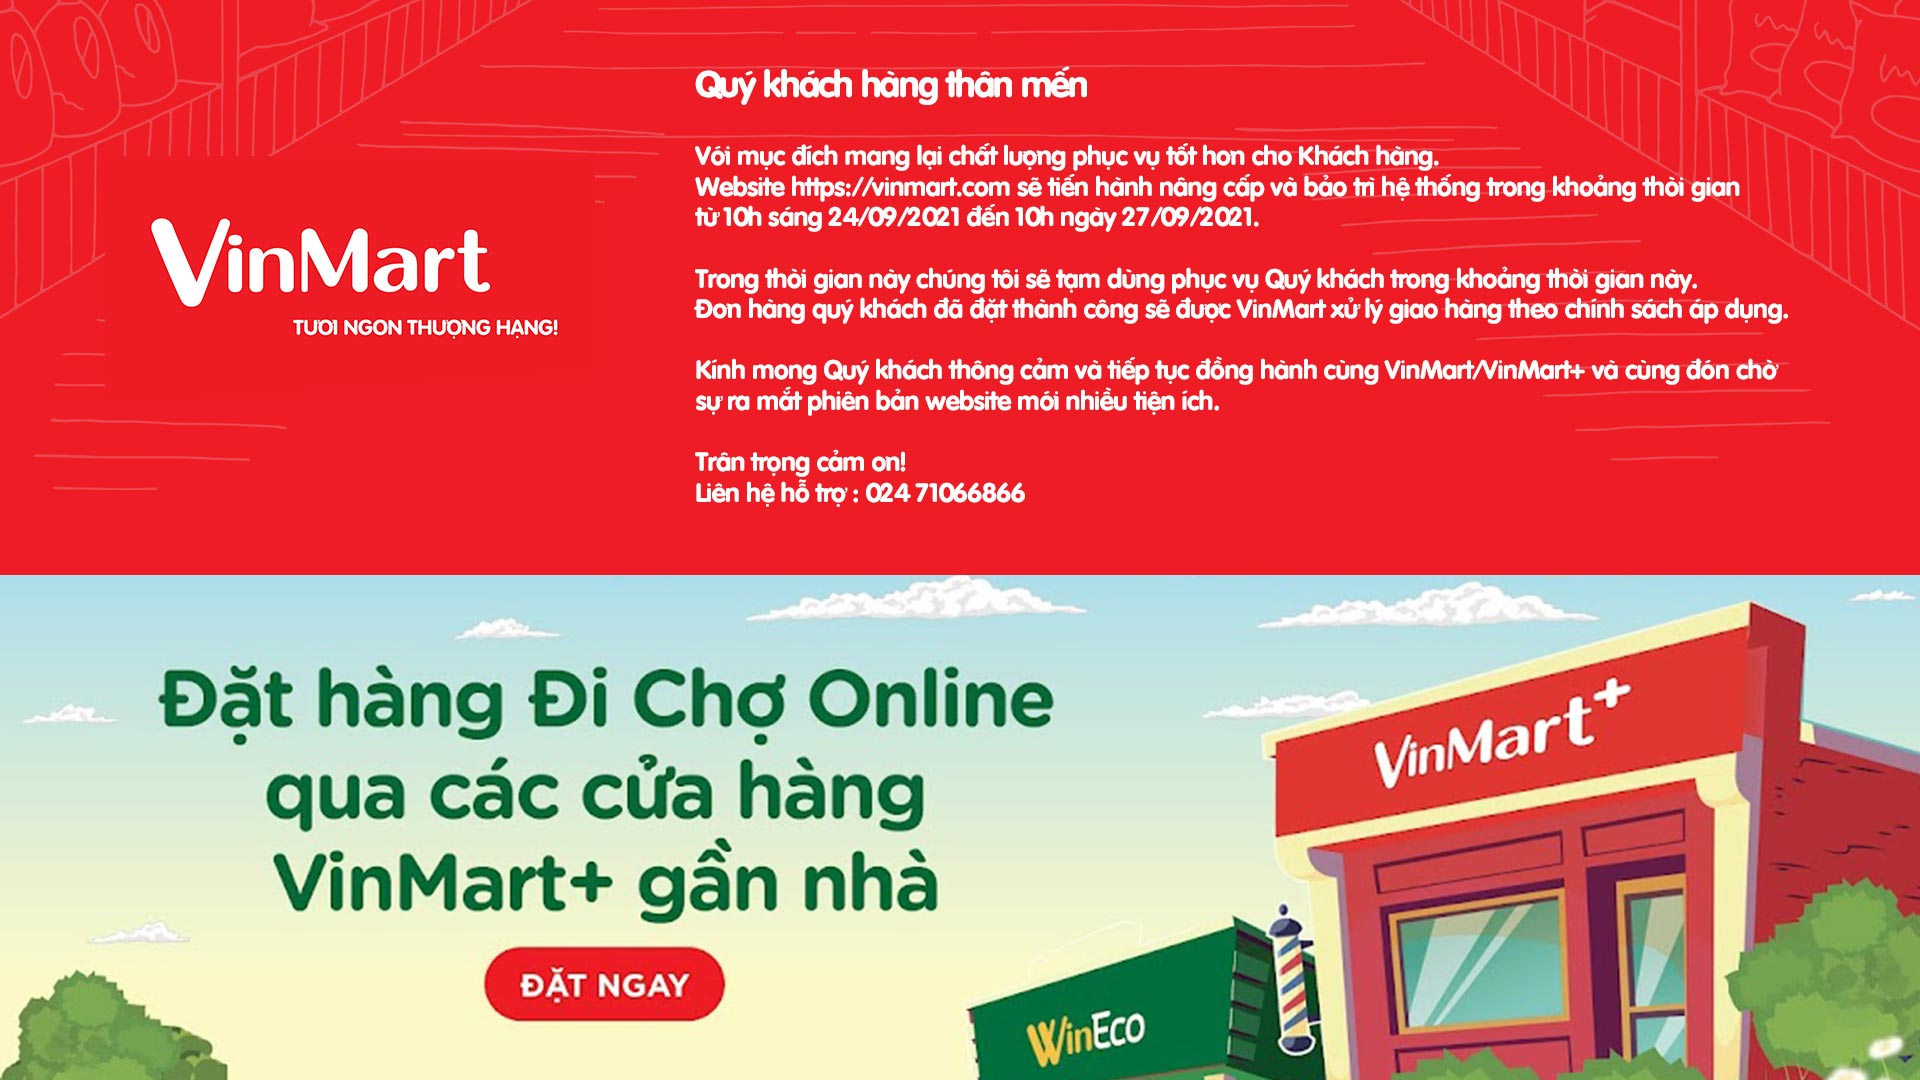 VinMart
TƯƠI NGON THƯỢNG HẠNG!
Quý khách hàng thân mến
Với mục đích mang lại chất lượng phục vụ tốt hơn cho Khách hàng.
Website https://vinmart.com sẽ tiến hành nâng cấp và bảo trì hệ thống trong khoảng thời gian
từ 10h sáng 24/09/2021 đến 10h ngày 27/09/2021.
Trong thời gian này chúng tôi sẽ tạm dừng phục vụ Quý khách trong khoảng thời gian này.
Đơn hàng quý khách đã đặt thành công sẽ được VinMart xử lý giao hàng theo chính sách áp dụng.
Kính mong Quý khách thông cảm và tiếp tục đồng hành cùng VinMart/VinMart+ và cùng đón chờ
sự ra mắt phiên bản website mới nhiều tiện ích.
Trân trọng cảm ơn!
Liên hệ hỗ trợ : 024 71066866
Đặt hàng Đi Chợ Online
qua các cửa hàng
VinMart+ gần nhà
ĐẶT NGAY
VinMart+
WinEco